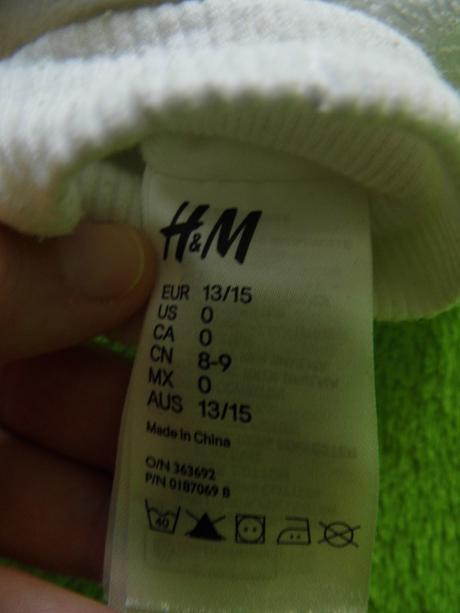 H&M
EUR 13/15
US 0
CA 0
CN 8-9
MX 0
AUS 13/15
Made in China
O/N 363692
P/N 0187069 B
40